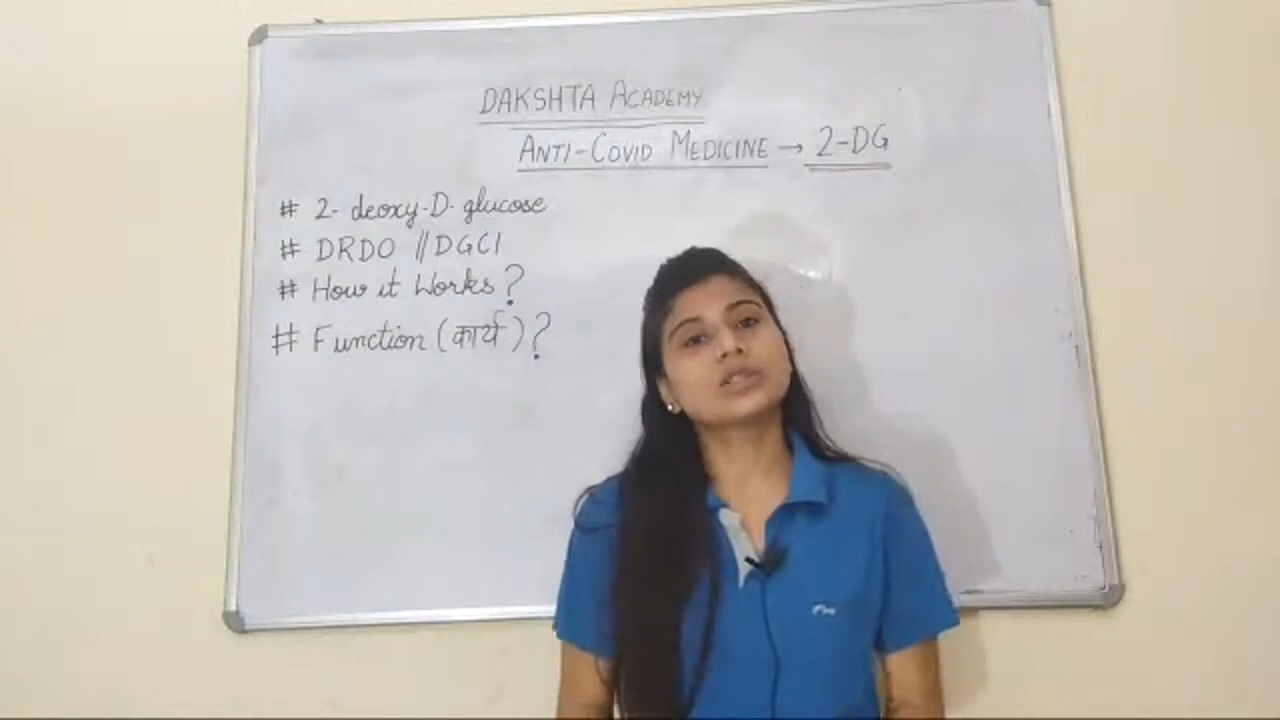 DAKSHTA ACADEMY
ANTI-COVID MEDICINE → 2-DG
# 2- deoxy-D- glucose
# DRDO // DGCI
# How it Works ?
# Function (कार्य) ?